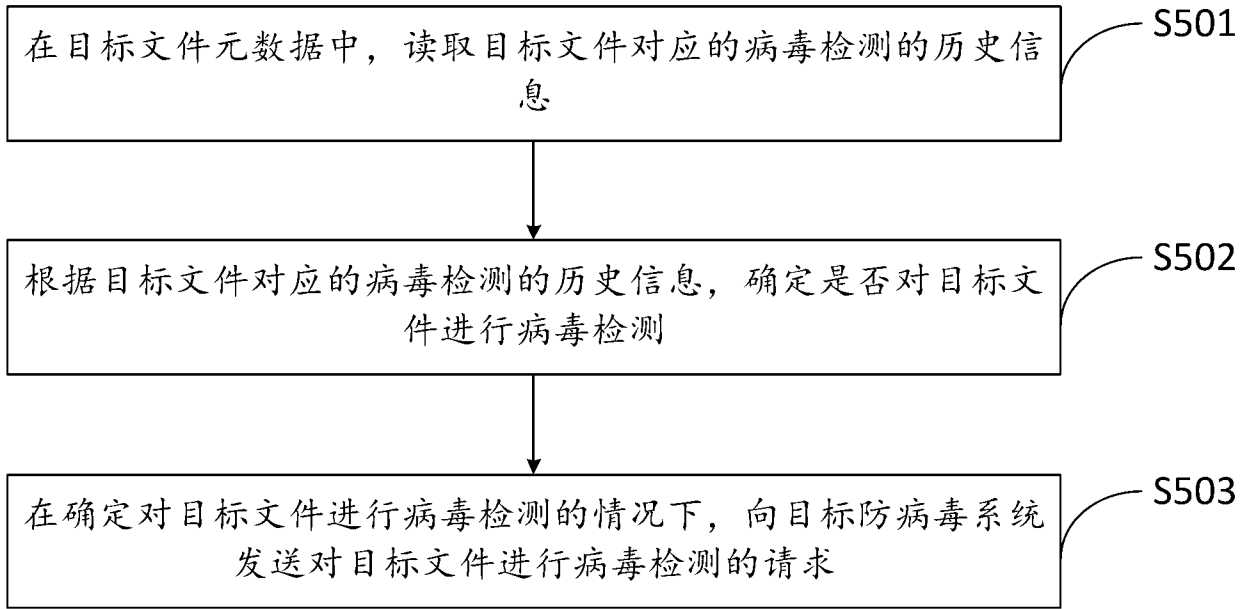 在目标文件元数据中，读取目标文件对应的病毒检测的历史信
息
S501
根据目标文件对应的病毒检测的历史信息，确定是否对目标文
件进行病毒检测
S502
在确定对目标文件进行病毒检测的情况下，向目标防病毒系统
发送对目标文件进行病毒检测的请求
S503